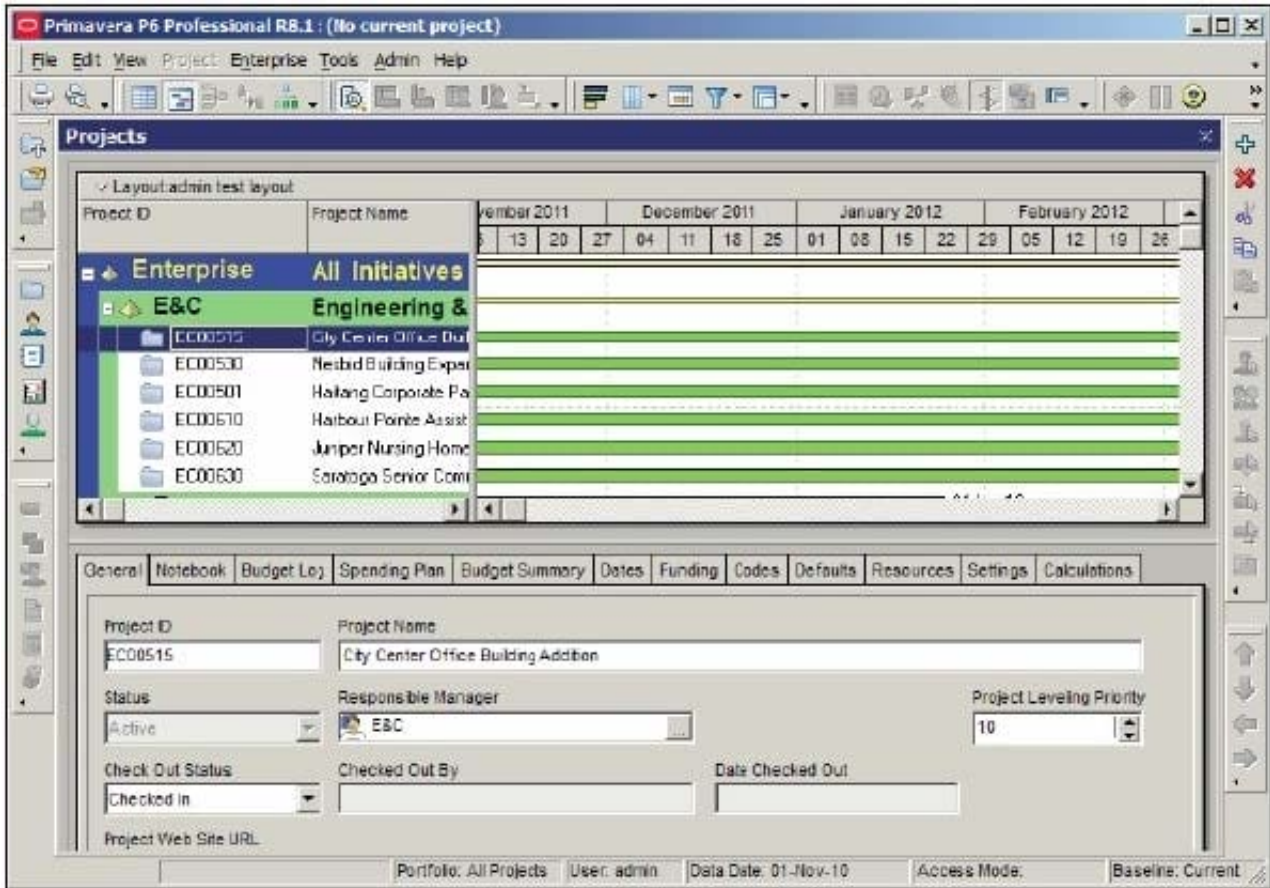 Primavera P6 Professional R8.1 : (No current project)
File Edit View Project Enterprise Tools Admin Help
Projects
Layout:admin test layout
Project ID Project Name vember 2011 December 2011 January 2012 February 2012
13 20 27 04 11 18 25 01 08 15 22 29 05 12 19 26
Enterprise All Initiatives
E&C Engineering &
EC00515 City Center Office Buil
EC00530 Nesbid Building Expan
EC00501 Haitang Corporate Pa
EC00610 Harbour Pointe Assist
EC00620 Juniper Nursing Home
EC00630 Saratoga Senior Comm
General Notebook Budget Log Spending Plan Budget Summary Dates Funding Codes Defaults Resources Settings Calculations
Project ID Project Name
EC00515 City Center Office Building Addition
Status Responsible Manager Project Leveling Priority
Active E&C 10
Check Out Status Checked Out By Date Checked Out
Checked In
Project Web Site URL
Portfolio: All Projects User: admin Data Date: 01-Nov-10 Access Mode: Baseline: Current